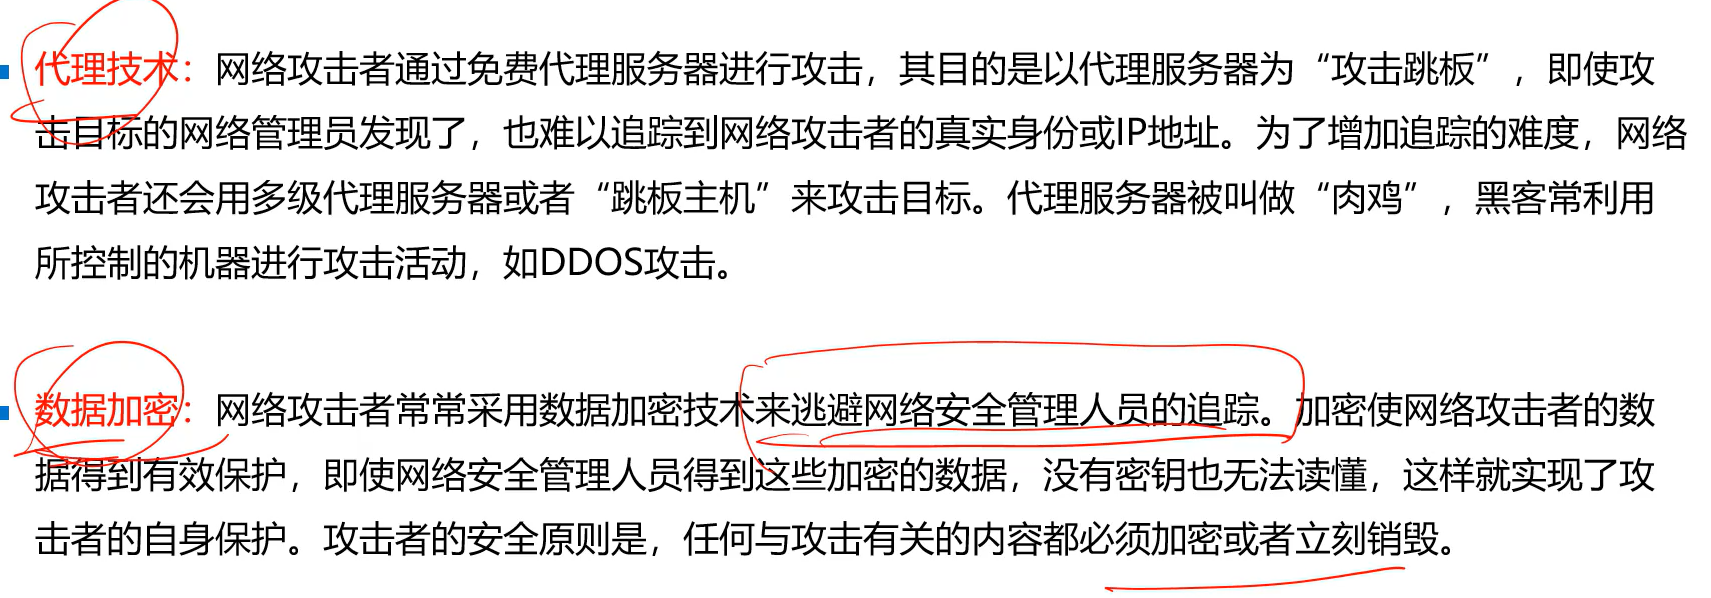 代理技术：网络攻击者通过免费代理服务器进行攻击，其目的是以代理服务器为“攻击跳板”，即使攻
击目标的网络管理员发现了，也难以追踪到网络攻击者的真实身份或IP地址。为了增加追踪的难度，网络
攻击者还会用多级代理服务器或者“跳板主机”来攻击目标。代理服务器被叫做“肉鸡”，黑客常利用
所控制的机器进行攻击活动，如DDOS攻击。
数据加密：网络攻击者常常采用数据加密技术来逃避网络安全管理人员的追踪。加密使网络攻击者的数
据得到有效保护，即使网络安全管理人员得到这些加密的数据，没有密钥也无法读懂，这样就实现了攻
击者的自身保护。攻击者的安全原则是，任何与攻击有关的内容都必须加密或者立刻销毁。